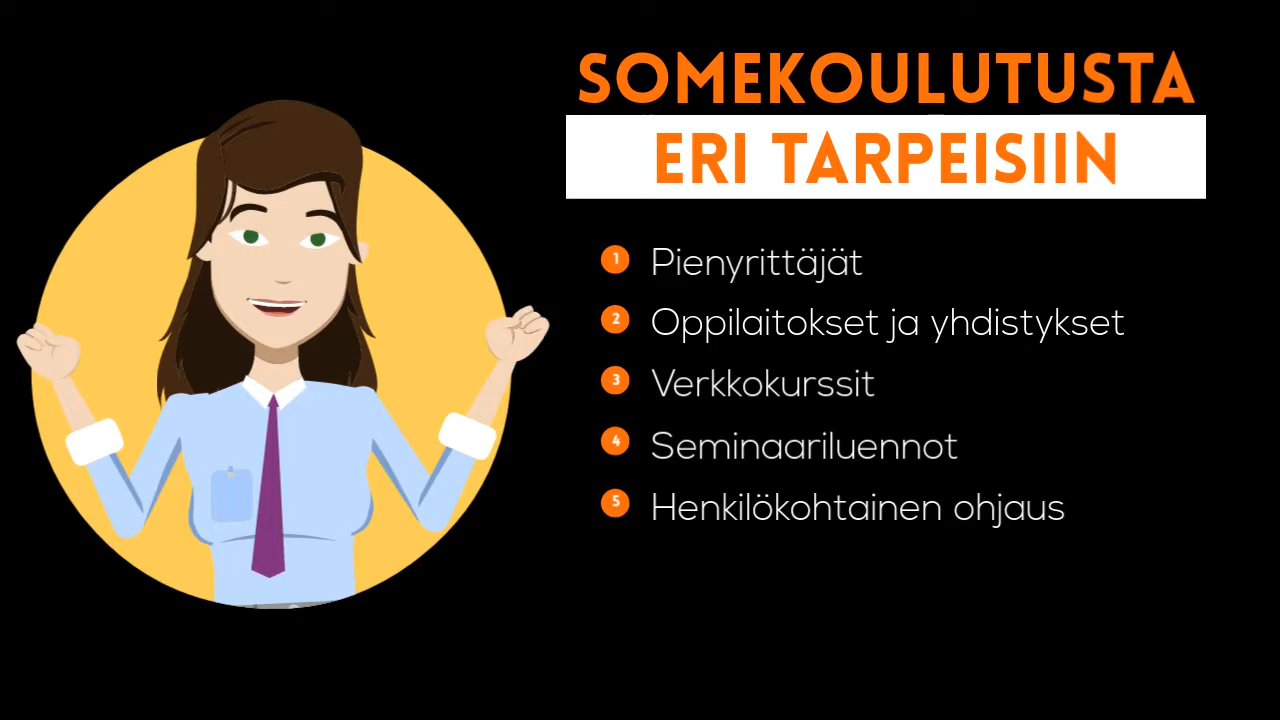 SOMEKOULUTUSTA
ERI TARPEISIIN
1 Pienyrittäjät
2 Oppilaitokset ja yhdistykset
3 Verkkokurssit
4 Seminaariluennot
5 Henkilökohtainen ohjaus